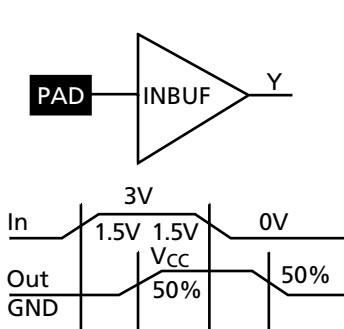 PAD INBUF Y
3V
In 1.5V 1.5V 0V
VCC
Out 50% 50%
GND